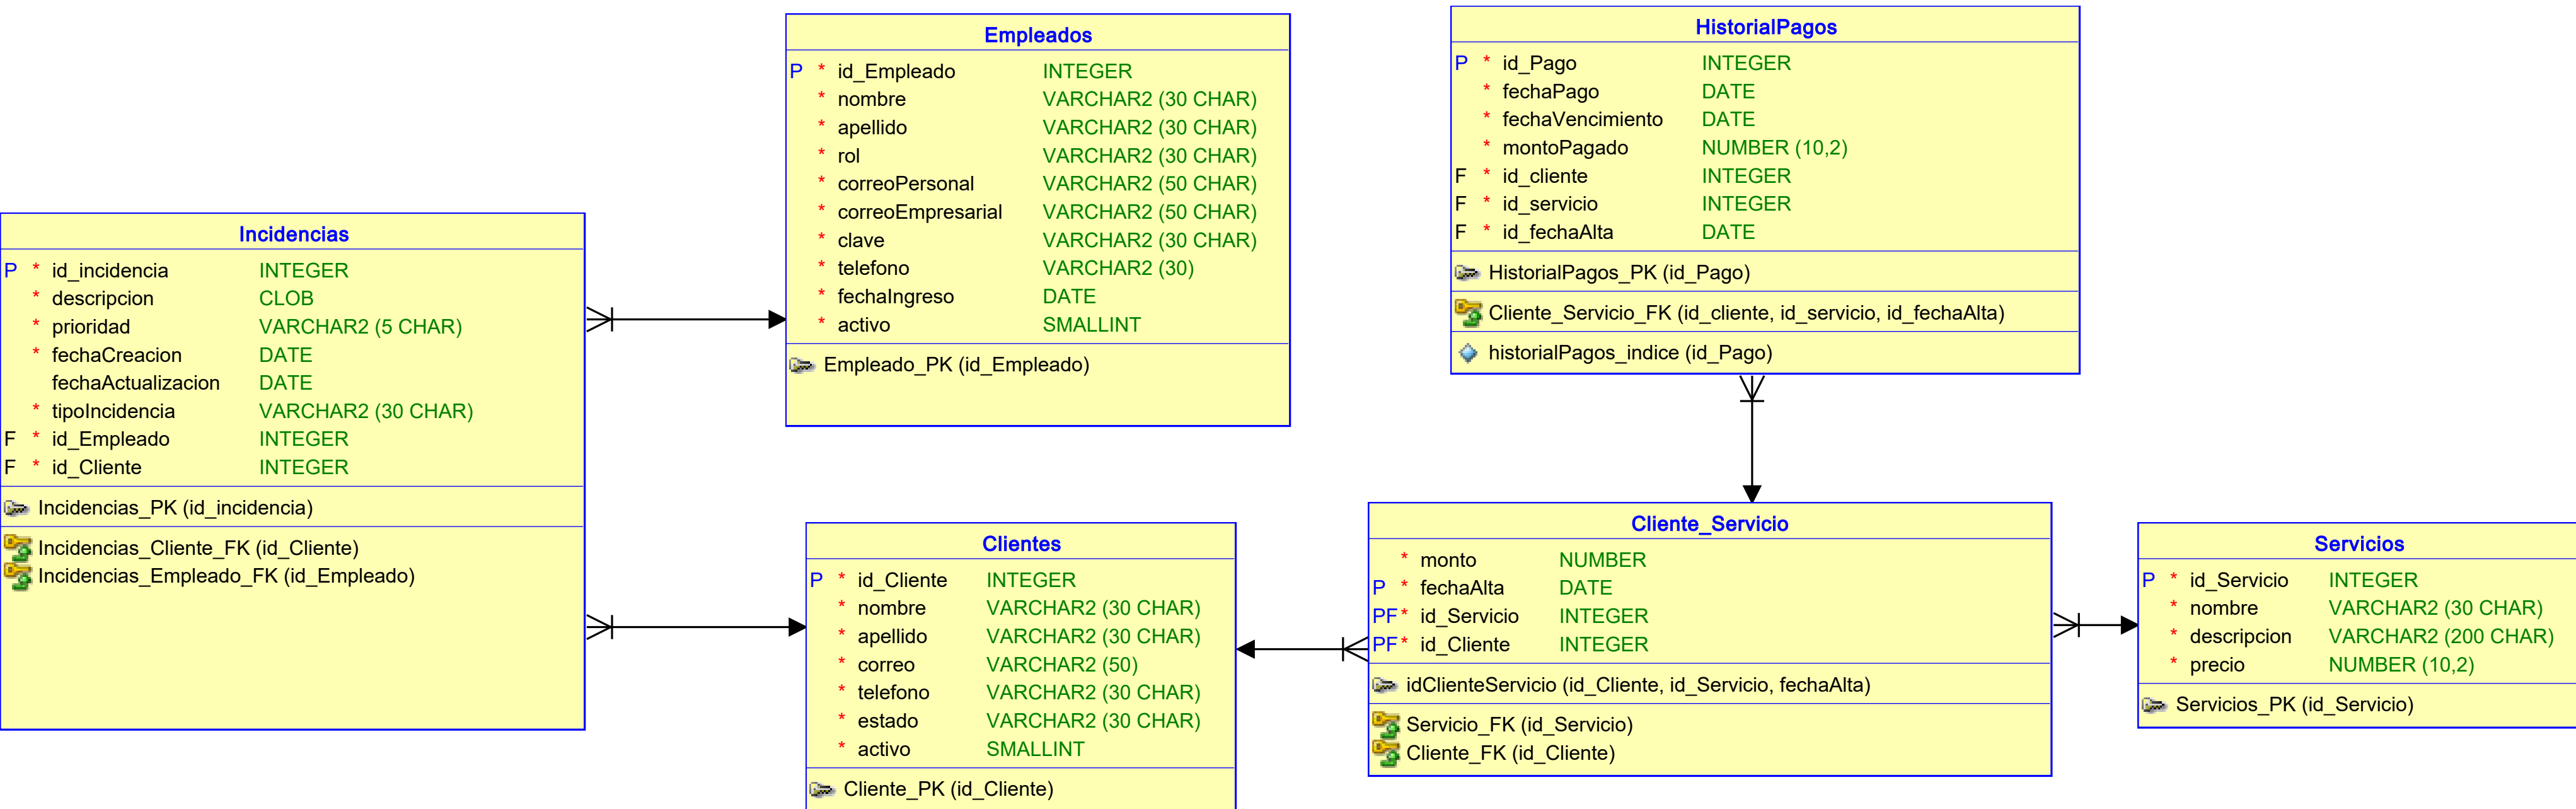 Empleados
P * id_Empleado INTEGER
* nombre VARCHAR2 (30 CHAR)
* apellido VARCHAR2 (30 CHAR)
* rol VARCHAR2 (30 CHAR)
* correoPersonal VARCHAR2 (50 CHAR)
* correoEmpresarial VARCHAR2 (50 CHAR)
* clave VARCHAR2 (30 CHAR)
* telefono VARCHAR2 (30)
* fechaIngreso DATE
* activo SMALLINT
Empleado_PK (id_Empleado)
HistorialPagos
P * id_Pago INTEGER
* fechaPago DATE
* fechaVencimiento DATE
* montoPagado NUMBER (10,2)
F * id_cliente INTEGER
F * id_servicio INTEGER
F * id_fechaAlta DATE
HistorialPagos_PK (id_Pago)
Cliente_Servicio_FK (id_cliente, id_servicio, id_fechaAlta)
historialPagos_indice (id_Pago)
Incidencias
P * id_incidencia INTEGER
* descripcion CLOB
* prioridad VARCHAR2 (5 CHAR)
* fechaCreacion DATE
fechaActualizacion DATE
* tipoIncidencia VARCHAR2 (30 CHAR)
F * id_Empleado INTEGER
F * id_Cliente INTEGER
Incidencias_PK (id_incidencia)
Incidencias_Cliente_FK (id_Cliente)
Incidencias_Empleado_FK (id_Empleado)
Clientes
P * id_Cliente INTEGER
* nombre VARCHAR2 (30 CHAR)
* apellido VARCHAR2 (30 CHAR)
* correo VARCHAR2 (50)
* telefono VARCHAR2 (30 CHAR)
* estado VARCHAR2 (30 CHAR)
* activo SMALLINT
Cliente_PK (id_Cliente)
Cliente_Servicio
* monto NUMBER
P * fechaAlta DATE
PF * id_Servicio INTEGER
PF * id_Cliente INTEGER
idClienteServicio (id_Cliente, id_Servicio, fechaAlta)
Servicio_FK (id_Servicio)
Cliente_FK (id_Cliente)
Servicios
P * id_Servicio INTEGER
* nombre VARCHAR2 (30 CHAR)
* descripcion VARCHAR2 (200 CHAR)
* precio NUMBER (10,2)
Servicios_PK (id_Servicio)